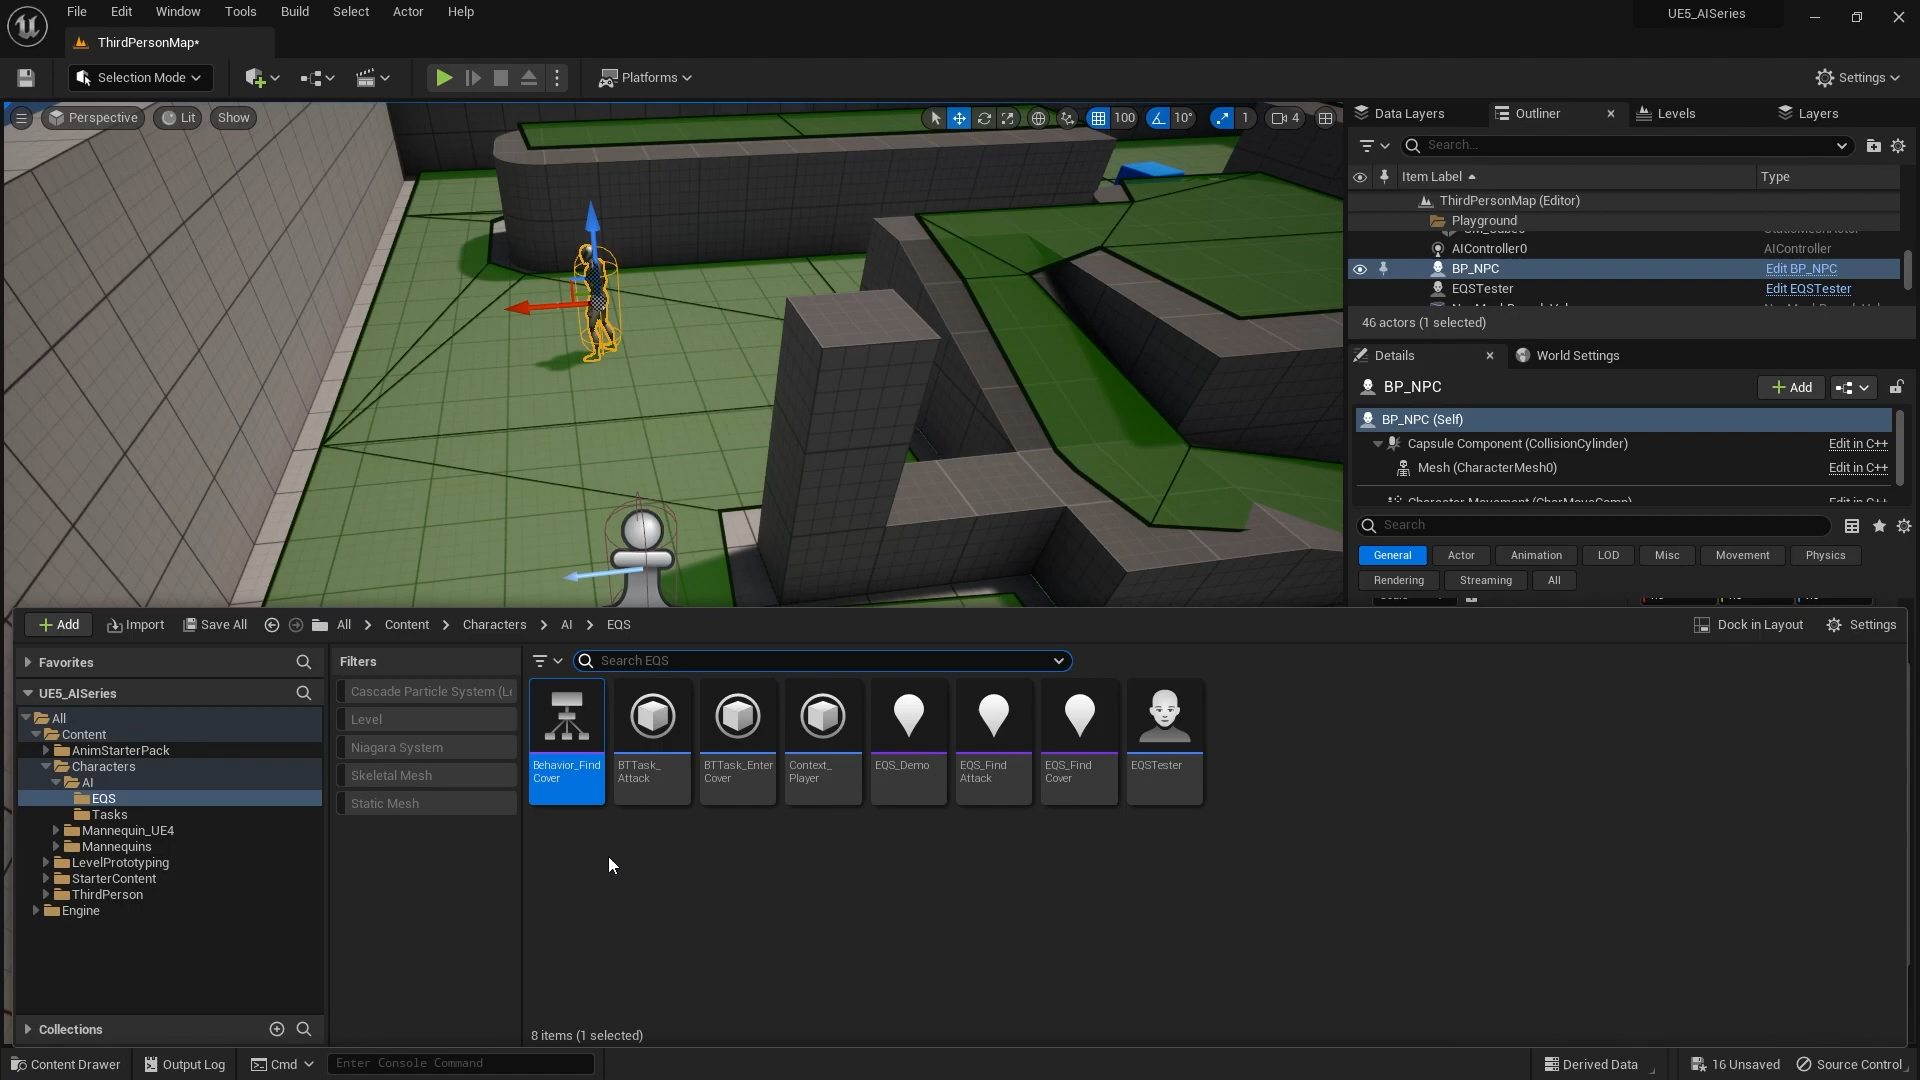 File Edit Window Tools Build Select Actor Help
UE5_AISeries
ThirdPersonMap*
Selection Mode
Platforms
Settings
Perspective Lit Show
100 10° 1 4
Data Layers Outliner Levels Layers
Search...
Item Label Type
ThirdPersonMap (Editor)
Playground
AIController0 AIController
BP_NPC Edit BP_NPC
EQSTester Edit EQSTester
46 actors (1 selected)
Details World Settings
BP_NPC
Add
BP_NPC (Self)
Capsule Component (CollisionCylinder) Edit in C++
Mesh (CharacterMesh0) Edit in C++
Character Movement (CharMoveComp) Edit in C++
Search
General Actor Animation LOD Misc Movement Physics
Rendering Streaming All
Add Import Save All All Content Characters AI EQS
Dock in Layout Settings
Favorites
UE5_AISeries
All
Content
AnimStarterPack
Characters
AI
EQS
Tasks
Mannequin_UE4
Mannequins
LevelPrototyping
StarterContent
ThirdPerson
Engine
Collections
Filters
Cascade Particle System (Le
Level
Niagara System
Skeletal Mesh
Static Mesh
Search EQS
Behavior_Find
Cover
BTTask_
Attack
BTTask_Enter
Cover
Context_
Player
EQS_Demo
EQS_Find
Attack
EQS_Find
Cover
EQSTester
8 items (1 selected)
Content Drawer Output Log Cmd Enter Console Command
Derived Data 16 Unsaved Source Control